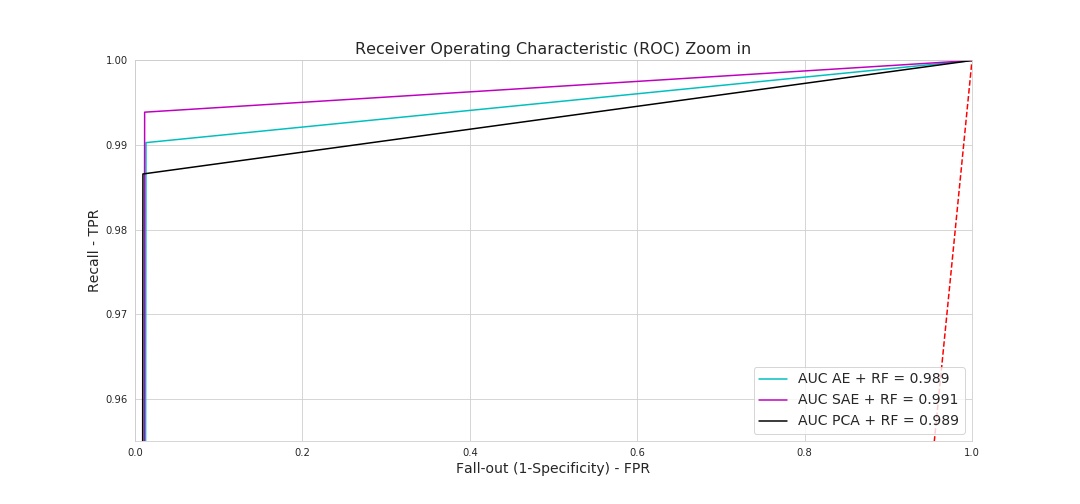 Receiver Operating Characteristic (ROC) Zoom in
1.00
0.99
0.98
0.97
0.96
Recall - TPR
AUC AE + RF = 0.989
AUC SAE + RF = 0.991
AUC PCA + RF = 0.989
0.0 0.2 0.4 0.6 0.8 1.0
Fall-out (1-Specificity) - FPR